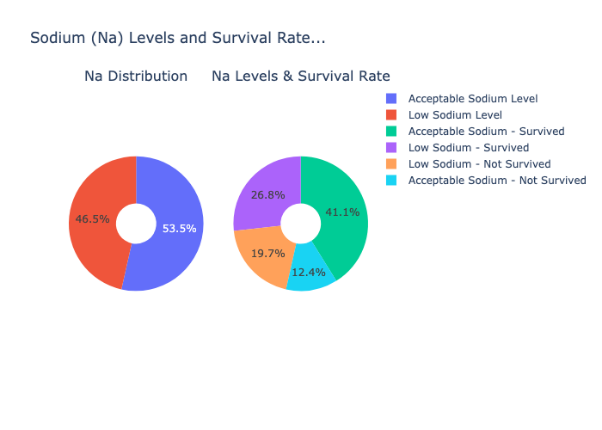 Sodium (Na) Levels and Survival Rate...
Na Distribution
Na Levels & Survival Rate
Acceptable Sodium Level
Low Sodium Level
Acceptable Sodium - Survived
Low Sodium - Survived
Low Sodium - Not Survived
Acceptable Sodium - Not Survived
46.5%
53.5%
26.8%
41.1%
19.7%
12.4%